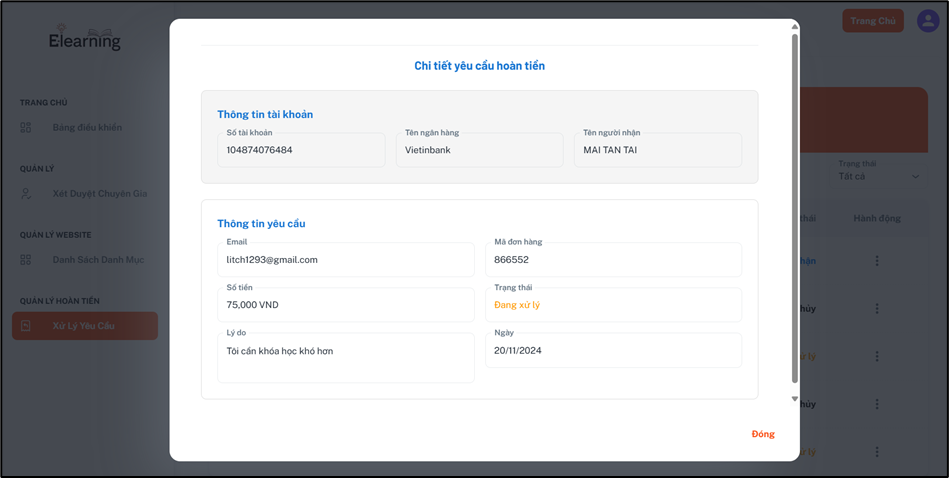 Elearning
Trang Chủ
Chi tiết yêu cầu hoàn tiền
TRANG CHỦ
Bảng điều khiển
Thông tin tài khoản
Số tài khoản
104874076484
Tên ngân hàng
Vietinbank
Tên người nhận
MAI TAN TAI
Trạng thái
Tất cả
QUẢN LÝ
Xét Duyệt Chuyên Gia
thái
Hành động
Thông tin yêu cầu
QUẢN LÝ WEBSITE
Danh Sách Danh Mục
Email
litch1293@gmail.com
Mã đơn hàng
866552
Số tiền
75,000 VND
Trạng thái
Đang xử lý
hủy
QUẢN LÝ HOÀN TIỀN
Xử Lý Yêu Cầu
Lý do
Tôi cần khóa học khó hơn
Ngày
20/11/2024
ử lý
hủy
Đóng
ử lý